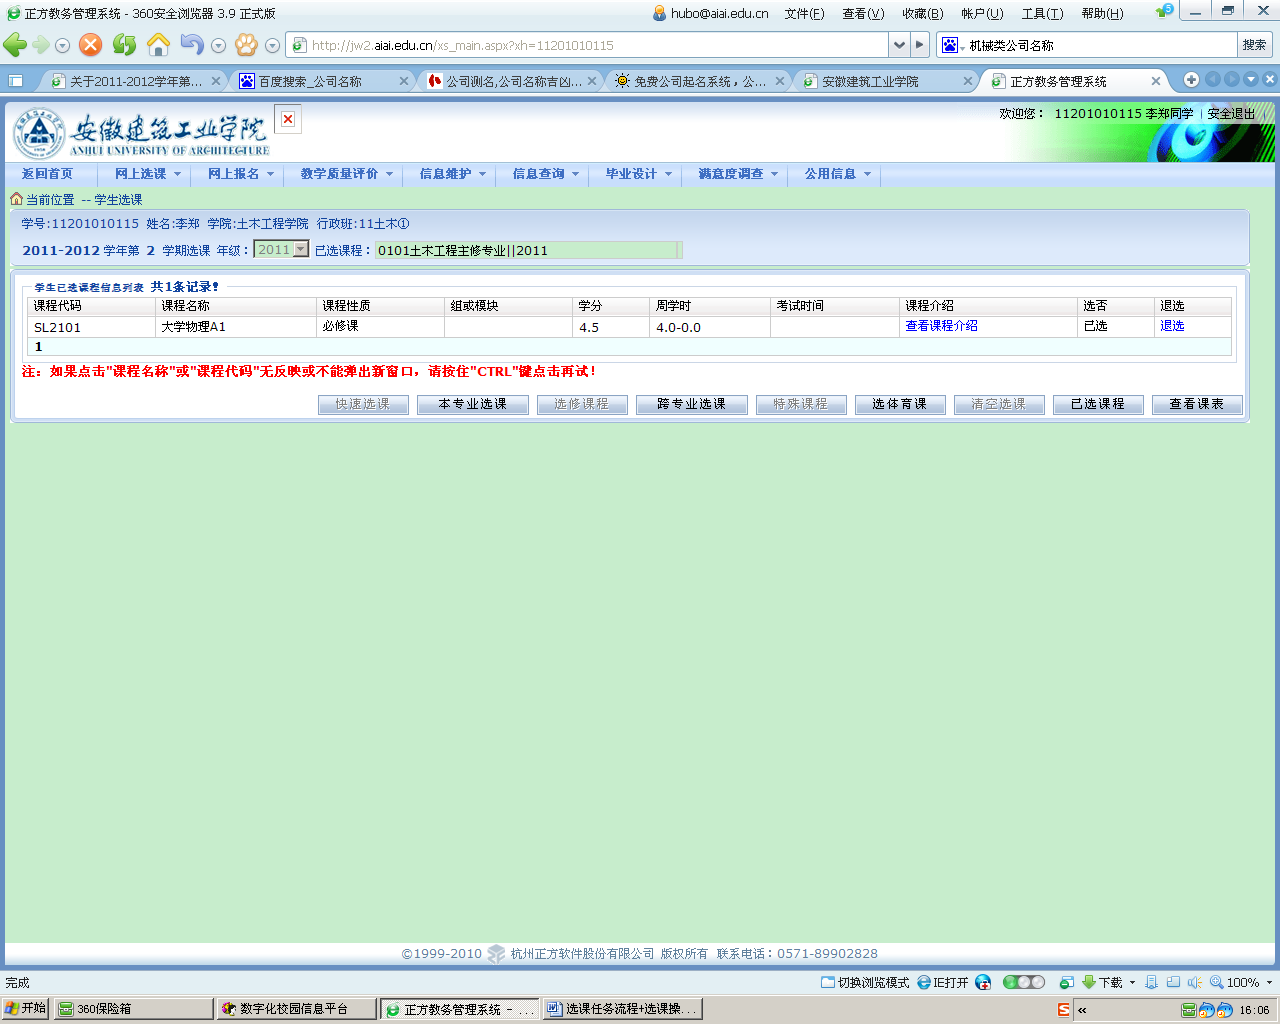 正方教务管理系统 - 360安全浏览器 3.9 正式版
hubo@aiai.edu.cn 文件(F) 查看(V) 收藏(B) 帐户(U) 工具(T) 帮助(H) 5
http://jw2.aiai.edu.cn/xs_main.aspx?xh=11201010115 机械类公司名称 搜索
关于2011-2012学年第... 百度搜索_公司名称 公司测名,公司名称吉凶... 免费公司起名系统，公... 安徽建筑工业学院 正方教务管理系统
安徽建筑工业学院
ANHUI UNIVERSITY OF ARCHITECTURE
欢迎您： 11201010115 李郑同学 安全退出
返回首页 网上选课 网上报名 教学质量评价 信息维护 信息查询 毕业设计 满意度调查 公用信息
当前位置 -- 学生选课
学号:11201010115 姓名:李郑 学院:土木工程学院 行政班:11土木①
2011-2012 学年第 2 学期选课 年级： 2011 已选课程： 0101土木工程主修专业||2011
学生已选课程信息列表 共1条记录！
课程代码 课程名称 课程性质 组或模块 学分 周学时 考试时间 课程介绍 选否 退选
SL2101 大学物理A1 必修课 4.5 4.0-0.0 查看课程介绍 已选 退选
1
注：如果点击"课程名称"或"课程代码"无反映或不能弹出新窗口，请按住"CTRL"键点击再试！
快速选课 本专业选课 选修课程 跨专业选课 特殊课程 选体育课 清空选课 已选课程 查看课表
©1999-2010 杭州正方软件股份有限公司 版权所有 联系电话：0571-89902828
完成 切换浏览模式 IE打开 下载 100%
开始 360保险箱 数字化校园信息平台 正方教务管理系统 - ... 选课任务流程+选课操... « 16:06